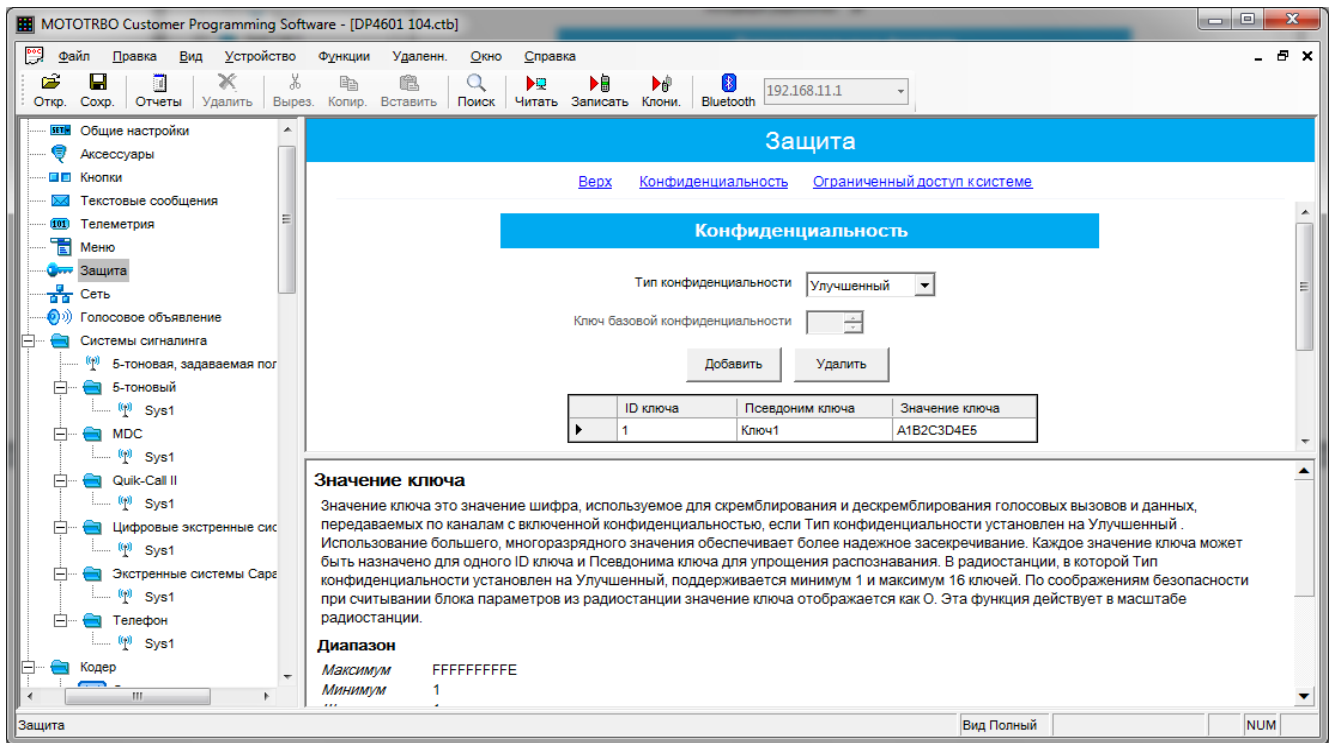 MOTOTRBO Customer Programming Software - [DP4601 104.ctb]
Файл Правка Вид Устройство Функции Удаленн. Окно Справка
Откр. Сохр. Отчеты Удалить Вырез. Копир. Вставить Поиск Читать Записать Клони. Bluetooth 192.168.11.1
Общие настройки
Аксессуары
Кнопки
Текстовые сообщения
Телеметрия
Меню
Защита
Сеть
Голосовое объявление
Системы сигналинга
5-тоновая, задаваемая пол
5-тоновый
Sys1
MDC
Sys1
Quik-Call II
Sys1
Цифровые экстренные сис
Sys1
Экстренные системы Capa
Sys1
Телефон
Sys1
Кодер
Защита
Верх Конфиденциальность Ограниченный доступ к системе
Конфиденциальность
Тип конфиденциальности Улучшенный
Ключ базовой конфиденциальности
Добавить Удалить
ID ключа Псевдоним ключа Значение ключа
1 Ключ1 A1B2C3D4E5
Значение ключа
Значение ключа это значение шифра, используемое для скремблирования и дескремблирования голосовых вызовов и данных,
передаваемых по каналам с включенной конфиденциальностью, если Тип конфиденциальности установлен на Улучшенный .
Использование большего, многоразрядного значения обеспечивает более надежное засекречивание. Каждое значение ключа может
быть назначено для одного ID ключа и Псевдонима ключа для упрощения распознавания. В радиостанции, в которой Тип
конфиденциальности установлен на Улучшенный, поддерживается минимум 1 и максимум 16 ключей. По соображениям безопасности
при считывании блока параметров из радиостанции значение ключа отображается как О. Эта функция действует в масштабе
радиостанции.
Диапазон
Максимум FFFFFFFFFE
Минимум 1
Защита Вид Полный NUM